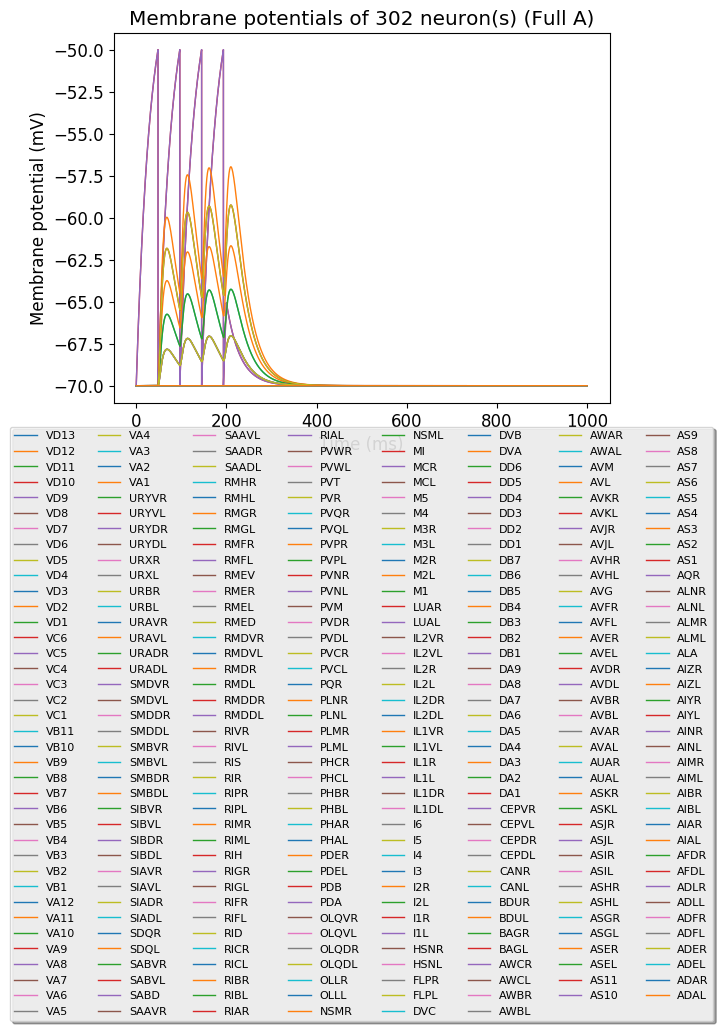 Membrane potentials of 302 neuron(s) (Full A)
Membrane potential (mV)
−50.0
−52.5
−55.0
−57.5
−60.0
−62.5
−65.0
−67.5
−70.0
0 200 400 600 800 1000
Time (ms)
VD13 VA4 SAAVL RIAL NSML DVB AWAR AS9
VD12 VA3 SAADR PVWR MI DVA AWAL AS8
VD11 VA2 SAADL PVWL MCR DD6 AVM AS7
VD10 VA1 RMHR PVT MCL DD5 AVL AS6
VD9 URYVR RMHL PVR M5 DD4 AVKR AS5
VD8 URYVL RMGR PVQR M4 DD3 AVKL AS4
VD7 URYDR RMGL PVQL M3R DD2 AVJR AS3
VD6 URYDL RMFR PVPR M3L DD1 AVJL AS2
VD5 URXR RMFL PVPL M2R DB7 AVHR AS1
VD4 URXL RMEV PVNR M2L DB6 AVHL AQR
VD3 URBR RMER PVNL M1 DB5 AVG ALNR
VD2 URBL RMEL PVM LUAR DB4 AVFR ALNL
VD1 URAVR RMED PVDR LUAL DB3 AVFL ALMR
VC6 URAVL RMDVR PVDL IL2VR DB2 AVER ALML
VC5 URADR RMDVL PVCR IL2VL DB1 AVEL ALA
VC4 URADL RMDR PVCL IL2R DA9 AVDR AIZR
VC3 SMDVR RMDL PQR IL2L DA8 AVDL AIZL
VC2 SMDVL RMDDR PLNR IL2DR DA7 AVBR AIYR
VC1 SMDDR RMDDL PLNL IL2DL DA6 AVBL AIYL
VB11 SMDDL RIVR PLMR IL1VR DA5 AVAR AINR
VB10 SMBVR RIVL PLML IL1VL DA4 AVAL AINL
VB9 SMBVL RIS PHCR IL1R DA3 AUAR AIMR
VB8 SMBDR RIR PHCL IL1L DA2 AUAL AIML
VB7 SMBDL RIPR PHBR IL1DR DA1 ASKR AIBR
VB6 SIBVR RIPL PHBL IL1DL CEPVR ASKL AIBL
VB5 SIBVL RIMR PHAR I6 CEPVL ASJR AIAR
VB4 SIBDR RIML PHAL I5 CEPDR ASJL AIAL
VB3 SIBDL RIH PDER I4 CEPDL ASIR AFDR
VB2 SIAVR RIGR PDEL I3 CANR ASIL AFDL
VB1 SIAVL RIGL PDB I2R CANL ASHR ADLR
VA12 SIADR RIFR PDA I2L BDUR ASHL ADLL
VA11 SIADL RIFL OLQVR I1R BDUL ASGR ADFR
VA10 SDQR RID OLQVL I1L BAGR ASGL ADFL
VA9 SDQL RICR OLQDR HSNR BAGL ASER ADER
VA8 SABVR RICL OLQDL HSNL AWCR ASEL ADEL
VA7 SABVL RIBR OLLR FLPR AWCL AS11 ADAR
VA6 SABD RIBL OLLL FLPL AWBR AS10 ADAL
VA5 SAAVR RIAR NSMR DVC AWBL